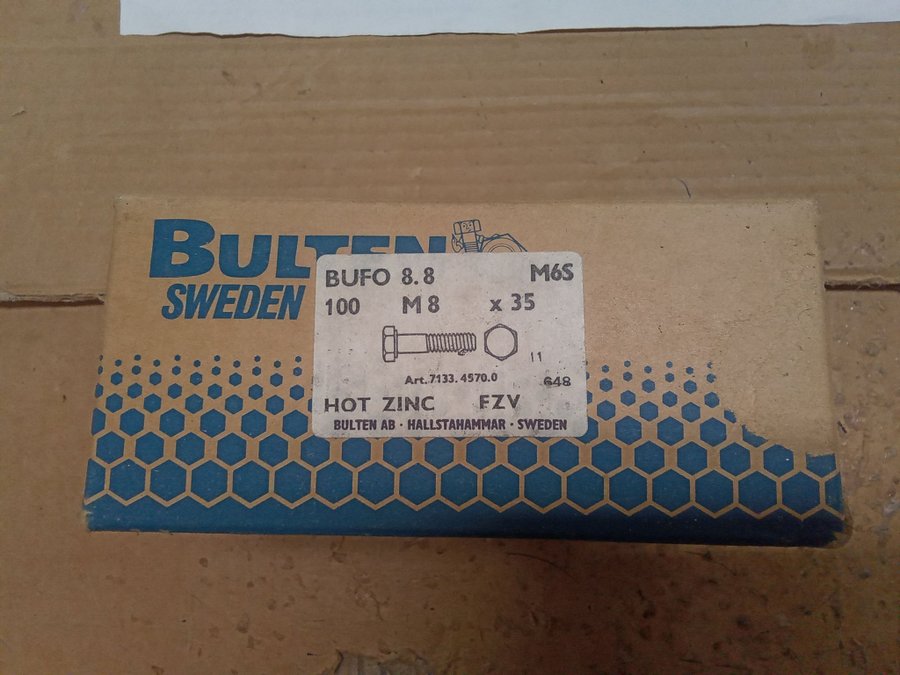 BULTEN
SWEDEN
BUFO 8.8 M6S
100 M8 x 35
11
Art. 7133.4570.0 648
HOT ZINC FZV
BULTEN AB · HALLSTAHAMMAR · SWEDEN